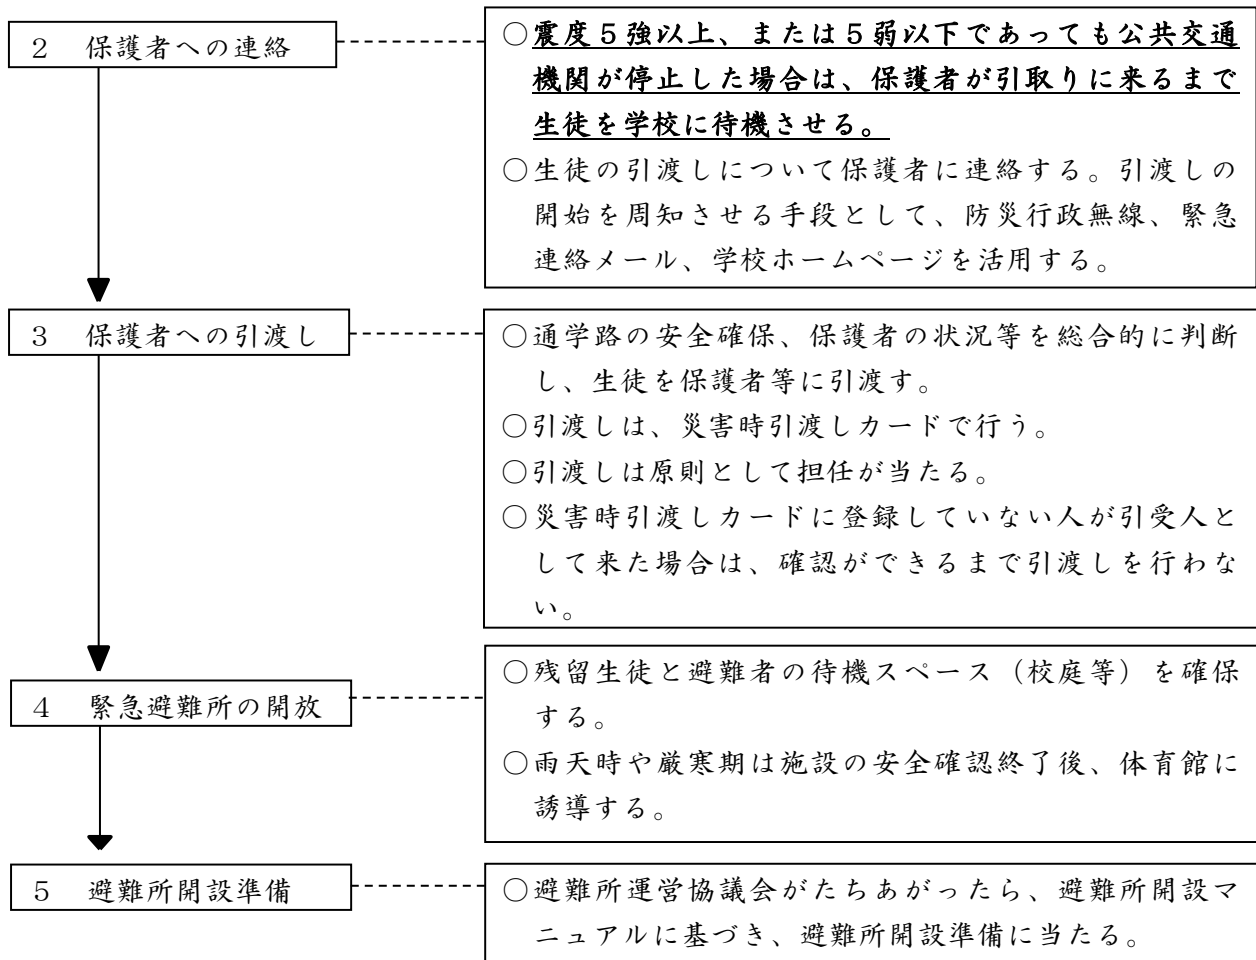 2 保護者への連絡
○震度5強以上、または5弱以下であっても公共交通
機関が停止した場合は、保護者が引取りに来るまで
生徒を学校に待機させる。
○生徒の引渡しについて保護者に連絡する。引渡しの
開始を周知させる手段として、防災行政無線、緊急
連絡メール、学校ホームページを活用する。
3 保護者への引渡し
○通学路の安全確保、保護者の状況等を総合的に判断
し、生徒を保護者等に引渡す。
○引渡しは、災害時引渡しカードで行う。
○引渡しは原則として担任が当たる。
○災害時引渡しカードに登録していない人が引受人と
して来た場合は、確認ができるまで引渡しを行わな
い。
4 緊急避難所の開放
○残留生徒と避難者の待機スペース（校庭等）を確保
する。
○雨天時や厳寒期は施設の安全確認終了後、体育館に
誘導する。
5 避難所開設準備
○避難所運営協議会がたちあがったら、避難所開設マ
ニュアルに基づき、避難所開設準備に当たる。